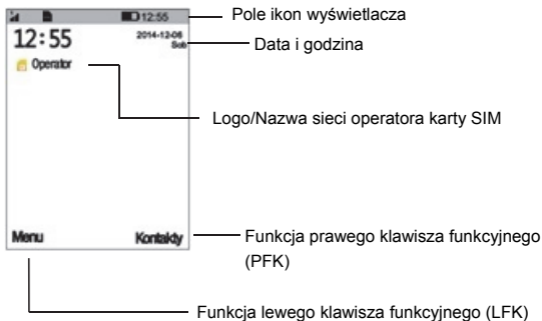 12:55
Pole ikon wyświetlacza
12:55
2014-12-06
Sob
Data i godzina
Operator
Logo/Nazwa sieci operatora karty SIM
Menu
Kontakty
Funkcja prawego klawisza funkcyjnego
(PFK)
Funkcja lewego klawisza funkcyjnego (LFK)